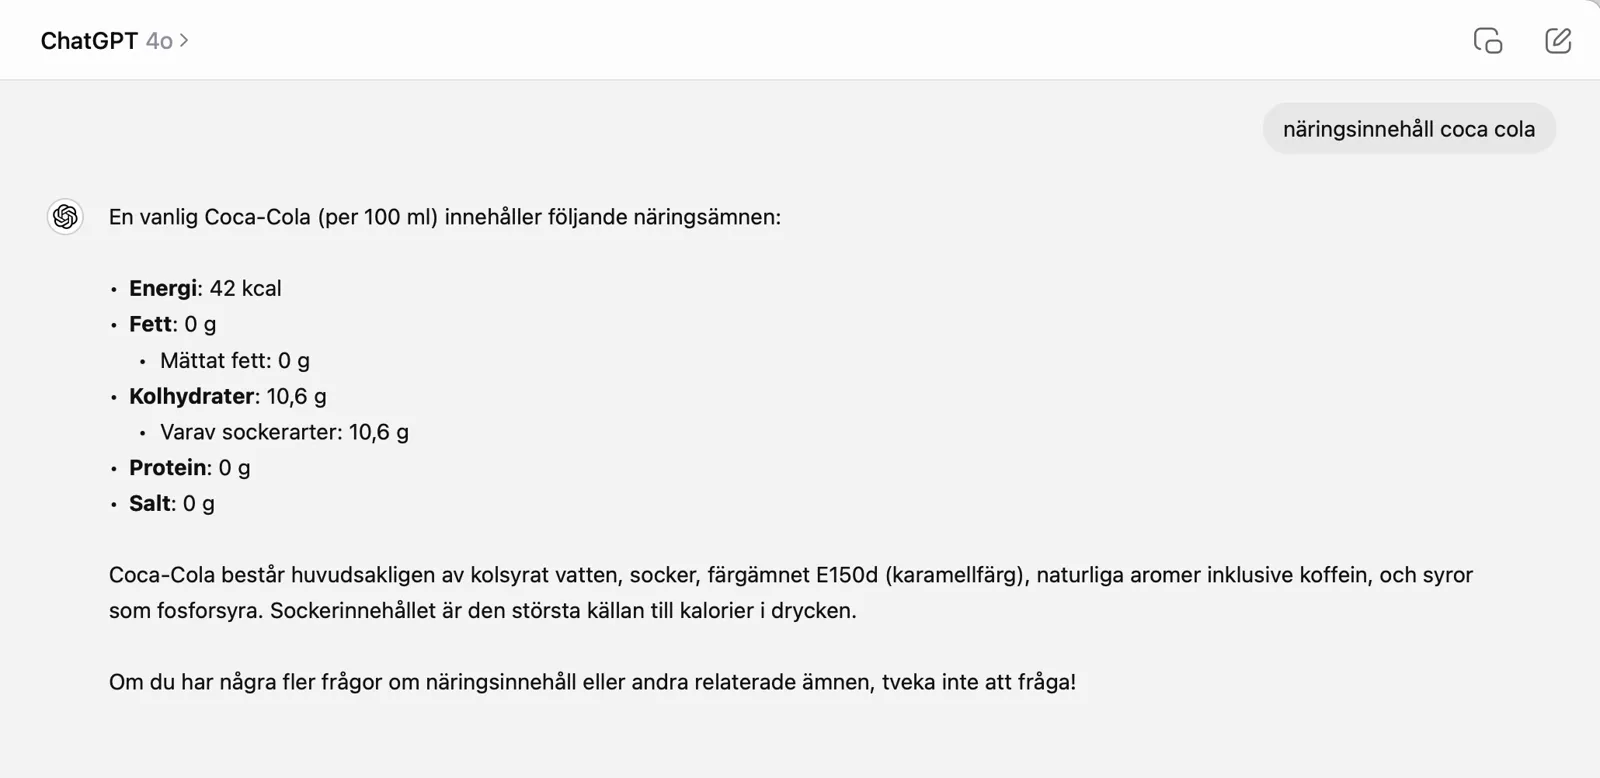 ChatGPT 4o >
näringsinnehåll coca cola
En vanlig Coca-Cola (per 100 ml) innehåller följande näringsämnen:
• Energi: 42 kcal
• Fett: 0 g
• Mättat fett: 0 g
• Kolhydrater: 10,6 g
• Varav sockerarter: 10,6 g
• Protein: 0 g
• Salt: 0 g
Coca-Cola består huvudsakligen av kolsyrat vatten, socker, färgämnet E150d (karamellfärg), naturliga aromer inklusive koffein, och syror
som fosforsyra. Sockerinnehållet är den största källan till kalorier i drycken.
Om du har några fler frågor om näringsinnehåll eller andra relaterade ämnen, tveka inte att fråga!